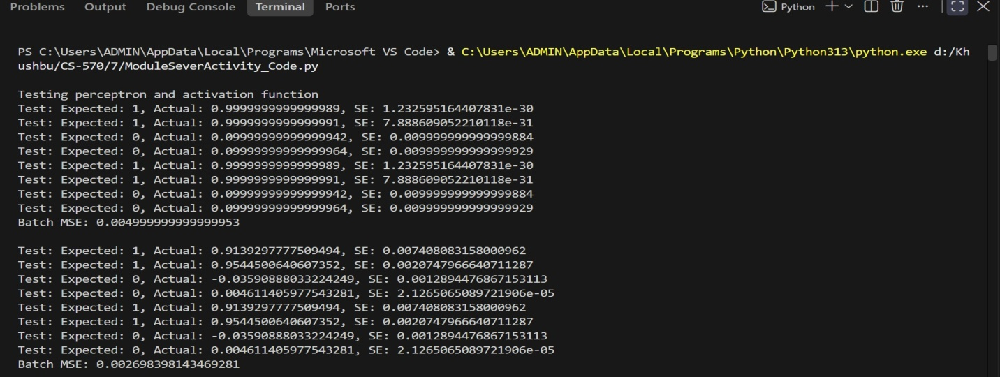 Problems Output Debug Console Terminal Ports Python
PS C:\Users\ADMIN\AppData\Local\Programs\Microsoft VS Code> & C:\Users\ADMIN\AppData\Local\Programs\Python\Python313\python.exe d:/Kh
ushbu/CS-570/7/ModuleSeverActivity_Code.py
Testing perceptron and activation function
Test: Expected: 1, Actual: 0.9999999999999989, SE: 1.232595164407831e-30
Test: Expected: 1, Actual: 0.9999999999999991, SE: 7.888609052210118e-31
Test: Expected: 0, Actual: 0.09999999999999942, SE: 0.009999999999999884
Test: Expected: 0, Actual: 0.09999999999999964, SE: 0.009999999999999929
Test: Expected: 1, Actual: 0.9999999999999989, SE: 1.232595164407831e-30
Test: Expected: 1, Actual: 0.9999999999999991, SE: 7.888609052210118e-31
Test: Expected: 0, Actual: 0.09999999999999942, SE: 0.009999999999999884
Test: Expected: 0, Actual: 0.09999999999999964, SE: 0.009999999999999929
Batch MSE: 0.004999999999999953
Test: Expected: 1, Actual: 0.9139297777509494, SE: 0.007408083158000962
Test: Expected: 1, Actual: 0.9544500640607352, SE: 0.0020747966640711287
Test: Expected: 0, Actual: -0.03590888033224249, SE: 0.0012894476867153113
Test: Expected: 0, Actual: 0.004611405977543281, SE: 2.1265065089721906e-05
Test: Expected: 1, Actual: 0.9139297777509494, SE: 0.007408083158000962
Test: Expected: 1, Actual: 0.9544500640607352, SE: 0.0020747966640711287
Test: Expected: 0, Actual: -0.03590888033224249, SE: 0.0012894476867153113
Test: Expected: 0, Actual: 0.004611405977543281, SE: 2.1265065089721906e-05
Batch MSE: 0.002698398143469281